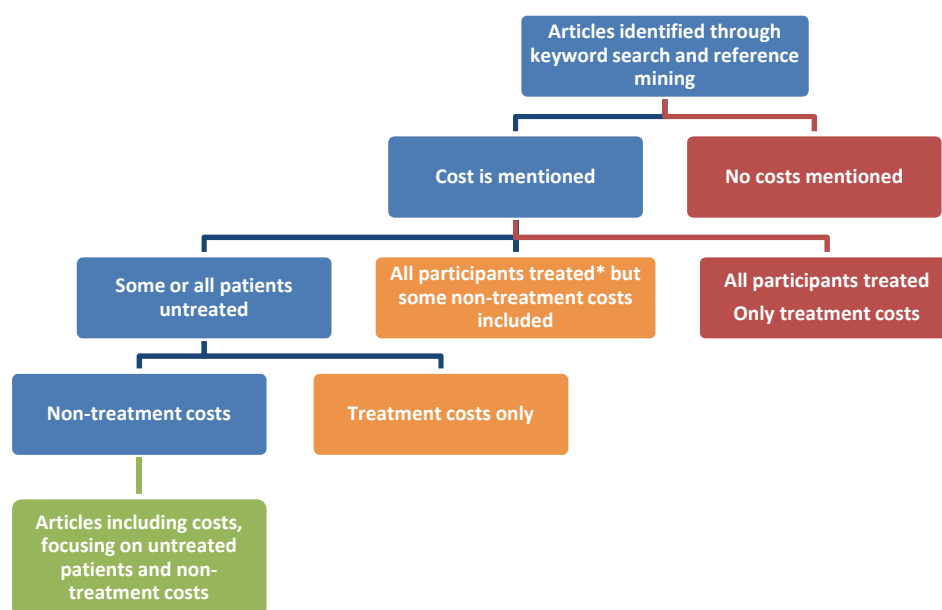 Articles identified through
keyword search and reference
mining
Cost is mentioned
No costs mentioned
Some or all patients
untreated
All participants treated* but
some non-treatment costs
included
All participants treated
Only treatment costs
Non-treatment costs
Treatment costs only
Articles including costs,
focusing on untreated
patients and non-
treatment costs